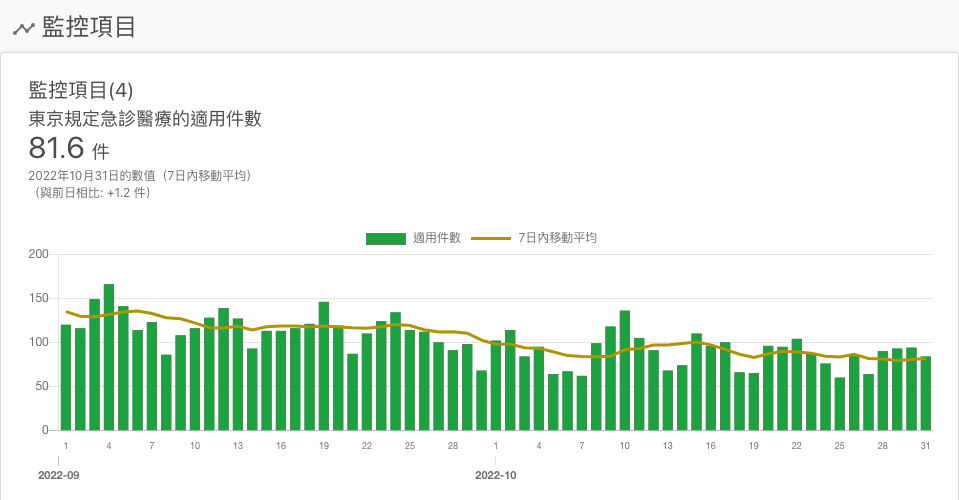 監控項目
監控項目(4)
東京規定急診醫療的適用件數
81.6 件
2022年10月31日的數值（7日內移動平均）
（與前日相比: +1.2 件）
適用件數 7日內移動平均
200
150
100
50
0
1 4 7 10 13 16 19 22 25 28 1 4 7 10 13 16 19 22 25 28 31
2022-09 2022-10